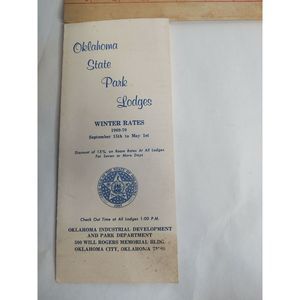 Oklahoma
State
Park
Lodges
WINTER RATES
1969-70
September 15th to May 1st
Discount of 15% on Room Rates At All Lodges
For Seven or More Days
Check Out Time at All Lodges 1:00 P.M.
OKLAHOMA INDUSTRIAL DEVELOPMENT
AND PARK DEPARTMENT
500 WILL ROGERS MEMORIAL BLDG.
OKLAHOMA CITY, OKLAHOMA